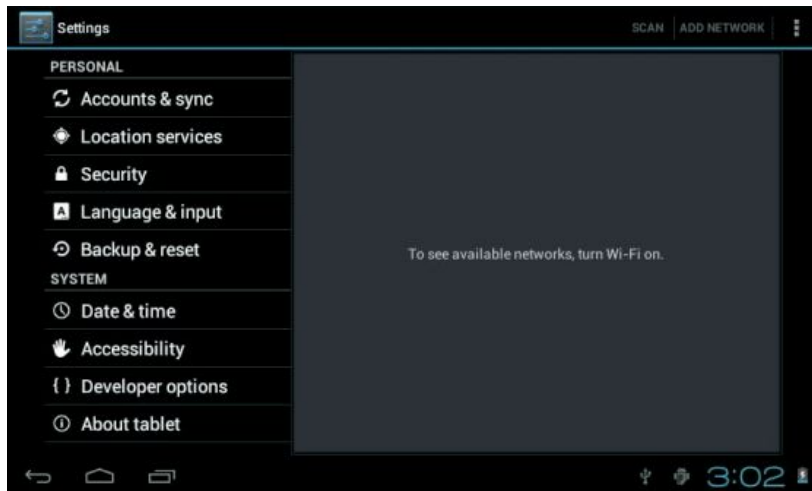 Settings
SCAN
ADD NETWORK
PERSONAL
Accounts & sync
Location services
Security
A Language & input
Backup & reset
SYSTEM
Date & time
Accessibility
{ } Developer options
About tablet
To see available networks, turn Wi-Fi on.
3:02